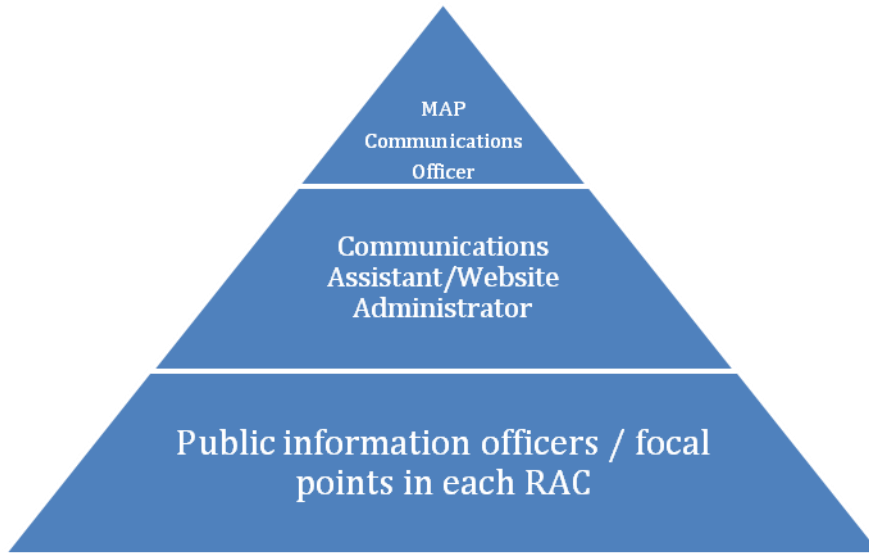 MAP
Communications
Officer
Communications
Assistant/Website
Administrator
Public information officers / focal
points in each RAC